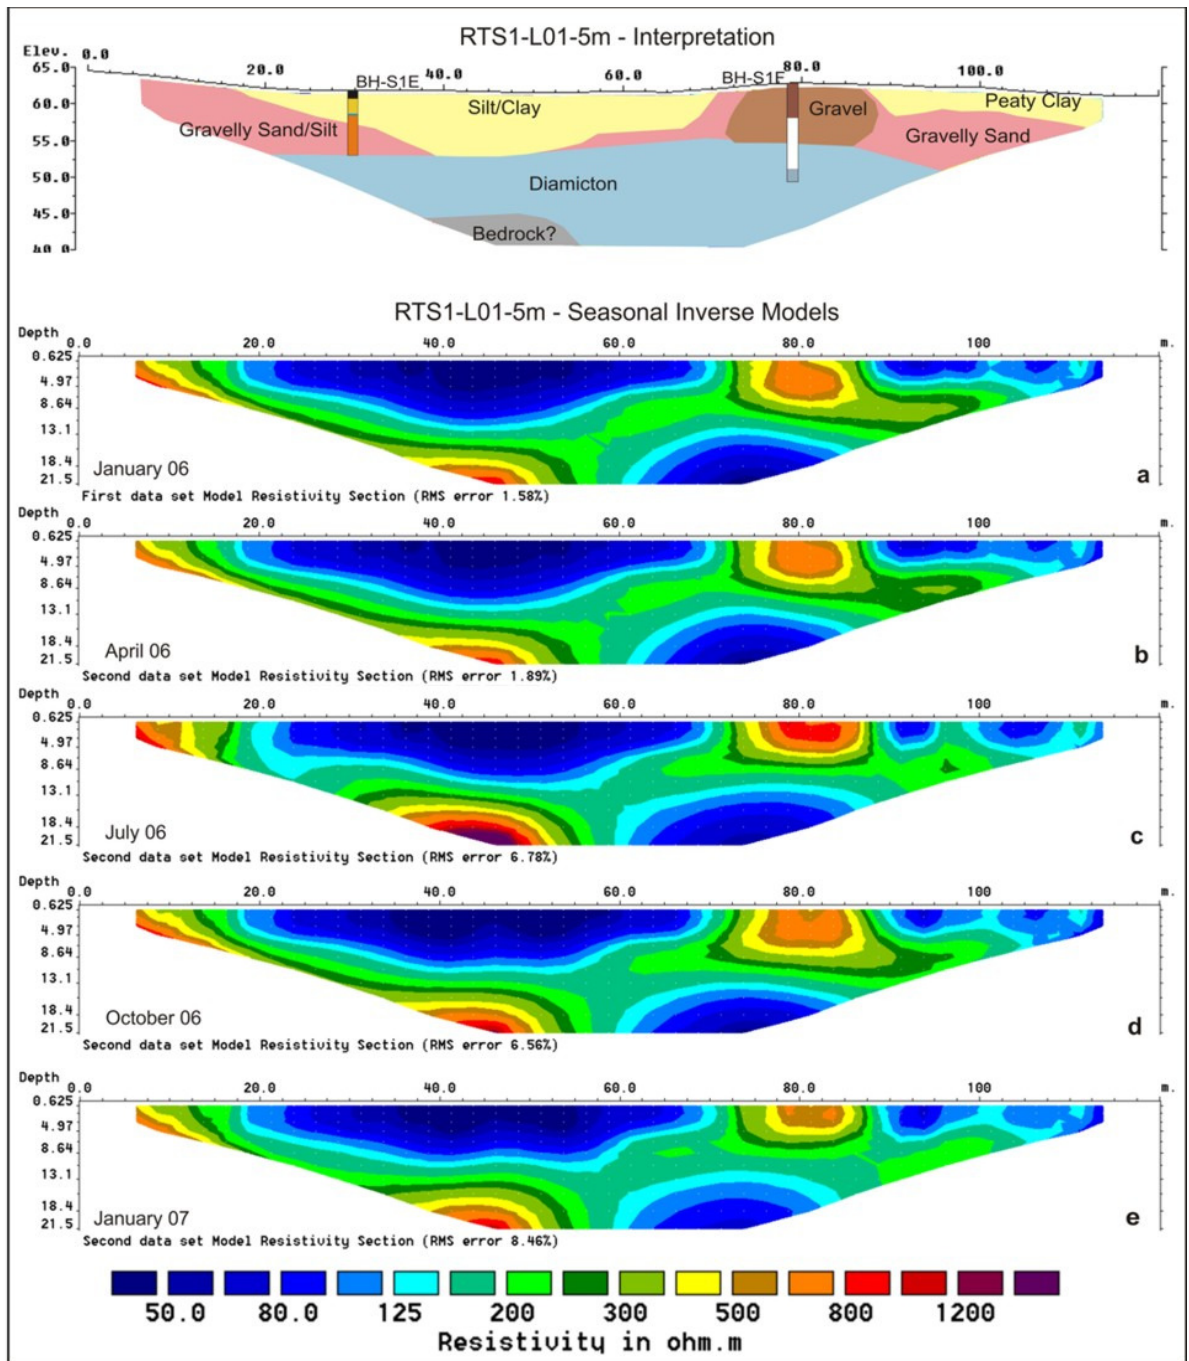 RTS1-L01-5m - Interpretation
Elev. 0.0
65.0 20.0 BH-S1E 40.0 60.0 BH-S1F 80.0 100.0
60.0 Silt/Clay Gravel Peaty Clay
55.0 Gravelly Sand/Silt Gravelly Sand
50.0 Diamicton
45.0
40.0 Bedrock?
RTS1-L01-5m - Seasonal Inverse Models
Depth 0.0 20.0 40.0 60.0 80.0 100 m.
0.625
4.97
8.64
13.1
18.4
21.5
January 06 a
First data set Model Resistivity Section (RMS error 1.58%)
Depth 0.0 20.0 40.0 60.0 80.0 100 m.
0.625
4.97
8.64
13.1
18.4
21.5
April 06 b
Second data set Model Resistivity Section (RMS error 1.89%)
Depth 0.0 20.0 40.0 60.0 80.0 100 m.
0.625
4.97
8.64
13.1
18.4
21.5
July 06 c
Second data set Model Resistivity Section (RMS error 6.78%)
Depth 0.0 20.0 40.0 60.0 80.0 100 m.
0.625
4.97
8.64
13.1
18.4
21.5
October 06 d
Second data set Model Resistivity Section (RMS error 6.56%)
Depth 0.0 20.0 40.0 60.0 80.0 100 m.
0.625
4.97
8.64
13.1
18.4
21.5
January 07 e
Second data set Model Resistivity Section (RMS error 8.46%)
50.0 80.0 125 200 300 500 800 1200
Resistivity in ohm.m